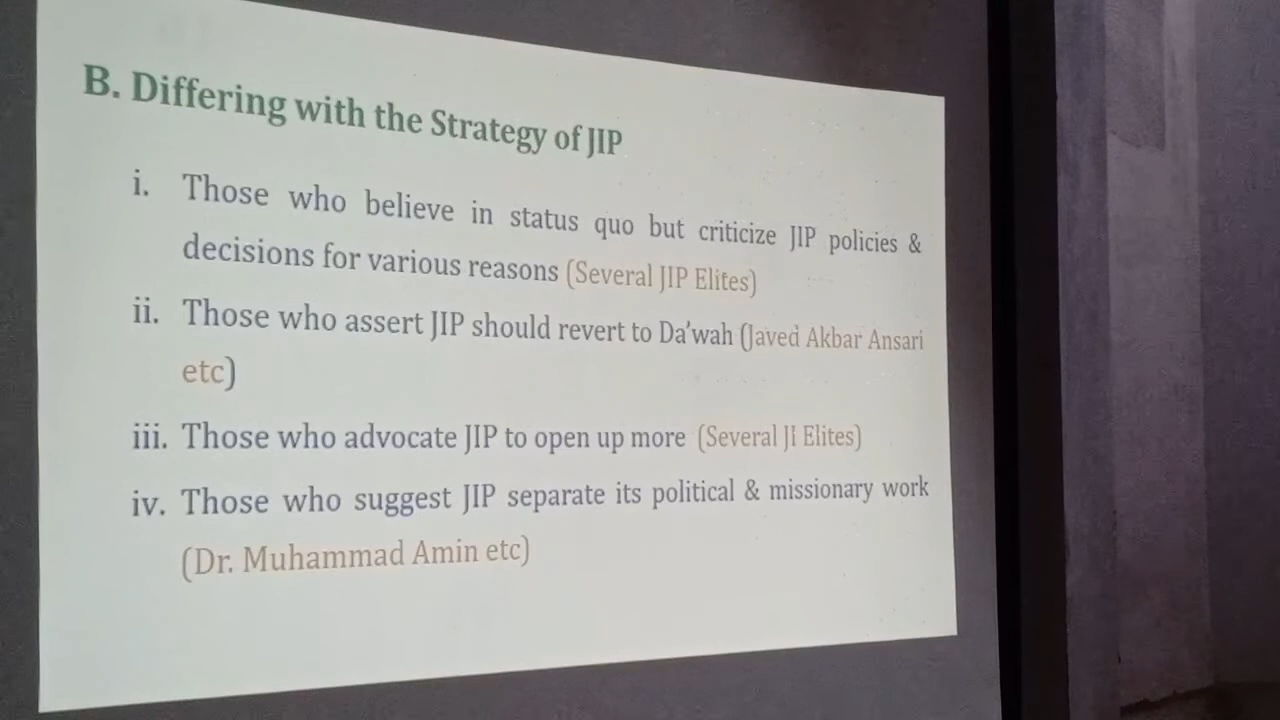 B. Differing with the Strategy of JIP
i. Those who believe in status quo but criticize JIP policies &
decisions for various reasons (Several JIP Elites)
ii. Those who assert JIP should revert to Da’wah (Javed Akbar Ansari
etc)
iii. Those who advocate JIP to open up more (Several JI Elites)
iv. Those who suggest JIP separate its political & missionary work
(Dr. Muhammad Amin etc)